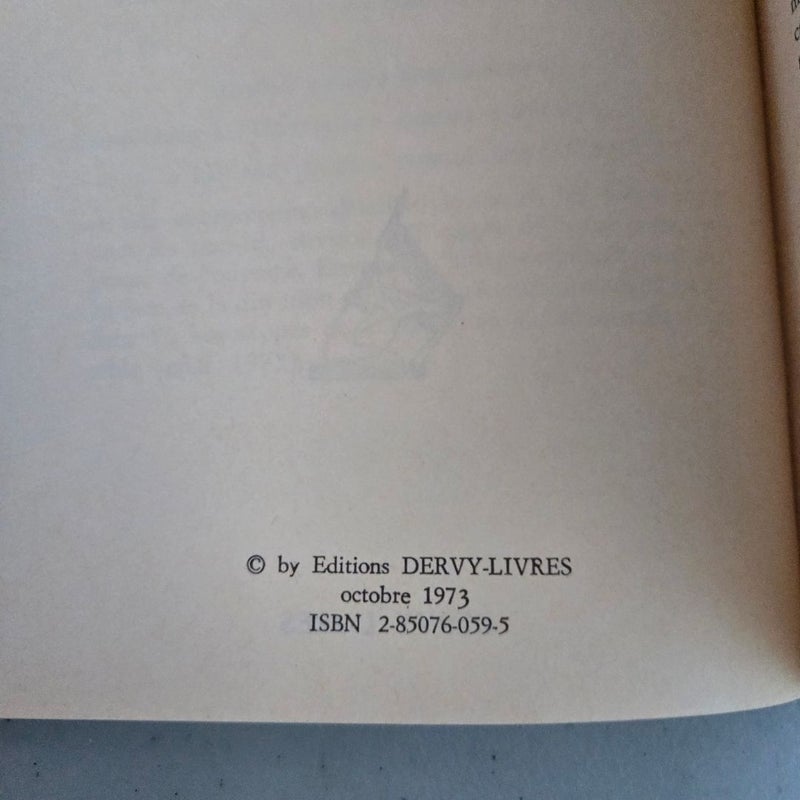 © by Editions DERVY-LIVRES
octobre 1973
ISBN 2-85076-059-5